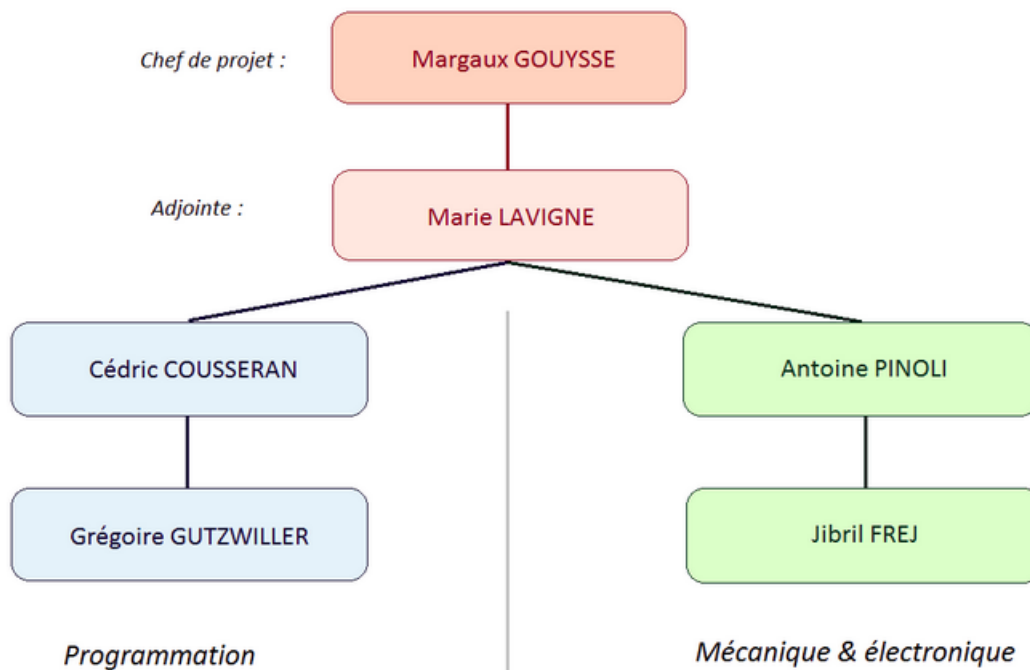 Chef de projet :
Margaux GOUYSSE
Adjointe :
Marie LAVIGNE
Cédric COUSSERAN
Antoine PINOLI
Grégoire GUTZWILLER
Jibril FREJ
Programmation
Mécanique & électronique